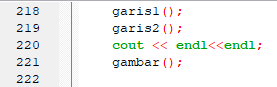 218 garis1();
219 garis2();
220 cout << endl<<endl;
221 gambar();
222